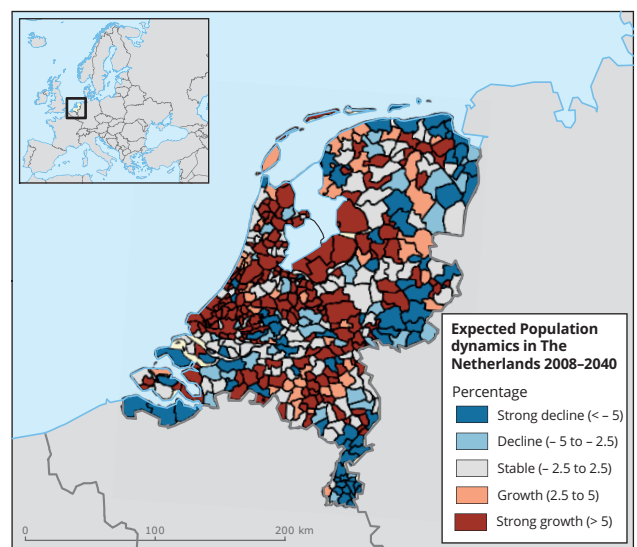 Expected Population
dynamics in The
Netherlands 2008–2040
Percentage
Strong decline (< – 5)
Decline (– 5 to – 2.5)
Stable (– 2.5 to 2.5)
Growth (2.5 to 5)
Strong growth (> 5)
0 100 200 km